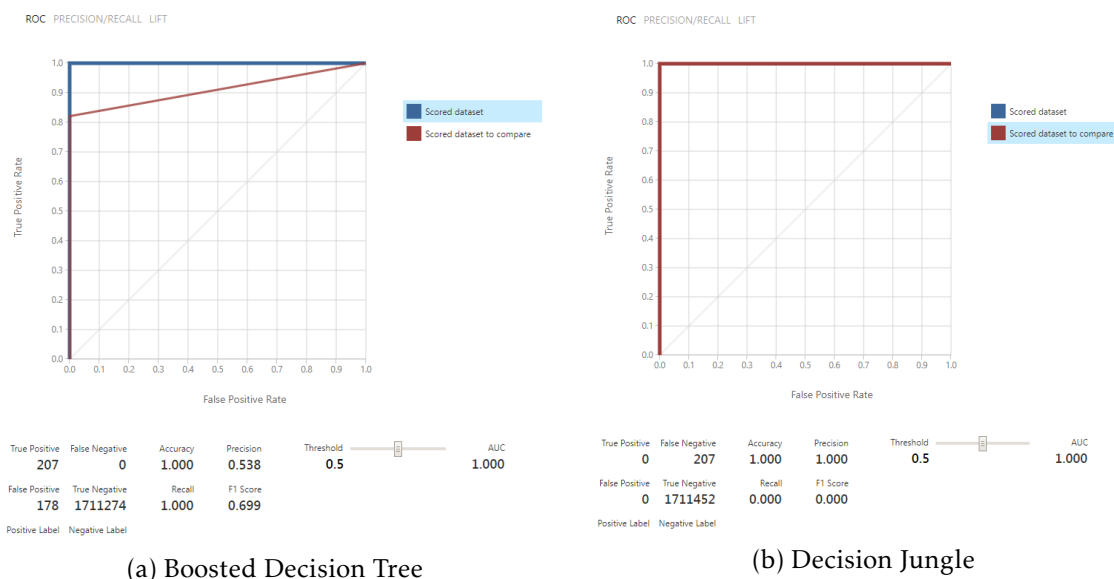 ROC PRECISION/RECALL LIFT
1.0
0.9
0.8
0.7
0.6
0.5
0.4
0.3
0.2
0.1
0.0
True Positive Rate
0.0 0.1 0.2 0.3 0.4 0.5 0.6 0.7 0.8 0.9 1.0
False Positive Rate
Scored dataset
Scored dataset to compare
True Positive False Negative Accuracy Precision Threshold AUC
207 0 1.000 0.538 0.5 1.000
False Positive True Negative Recall F1 Score
178 1711274 1.000 0.699
Positive Label Negative Label
(a) Boosted Decision Tree
ROC PRECISION/RECALL LIFT
1.0
0.9
0.8
0.7
0.6
0.5
0.4
0.3
0.2
0.1
0.0
True Positive Rate
0.0 0.1 0.2 0.3 0.4 0.5 0.6 0.7 0.8 0.9 1.0
False Positive Rate
Scored dataset
Scored dataset to compare
True Positive False Negative Accuracy Precision Threshold AUC
0 207 1.000 1.000 0.5 1.000
False Positive True Negative Recall F1 Score
0 1711452 0.000 0.000
Positive Label Negative Label
(b) Decision Jungle